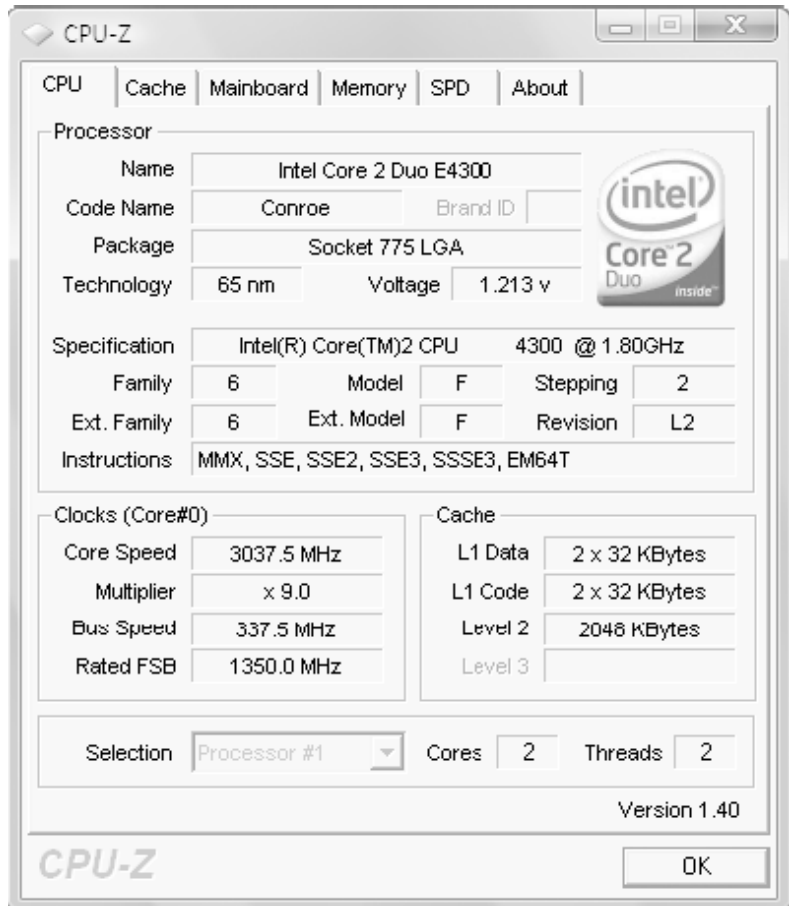 CPU-Z
CPU Cache Mainboard Memory SPD About
Processor
Name Intel Core 2 Duo E4300
Code Name Conroe Brand ID
Package Socket 775 LGA
Technology 65 nm Voltage 1.213 v
intel
Core™2
Duo inside™
Specification Intel(R) Core(TM)2 CPU 4300 @ 1.80GHz
Family 6 Model F Stepping 2
Ext. Family 6 Ext. Model F Revision L2
Instructions MMX, SSE, SSE2, SSE3, SSSE3, EM64T
Clocks (Core#0)
Core Speed 3037.5 MHz
Multiplier x 9.0
Bus Speed 337.5 MHz
Rated FSB 1350.0 MHz
Cache
L1 Data 2 x 32 KBytes
L1 Code 2 x 32 KBytes
Level 2 2048 KBytes
Level 3
Selection Processor #1 Cores 2 Threads 2
Version 1.40
CPU-Z OK